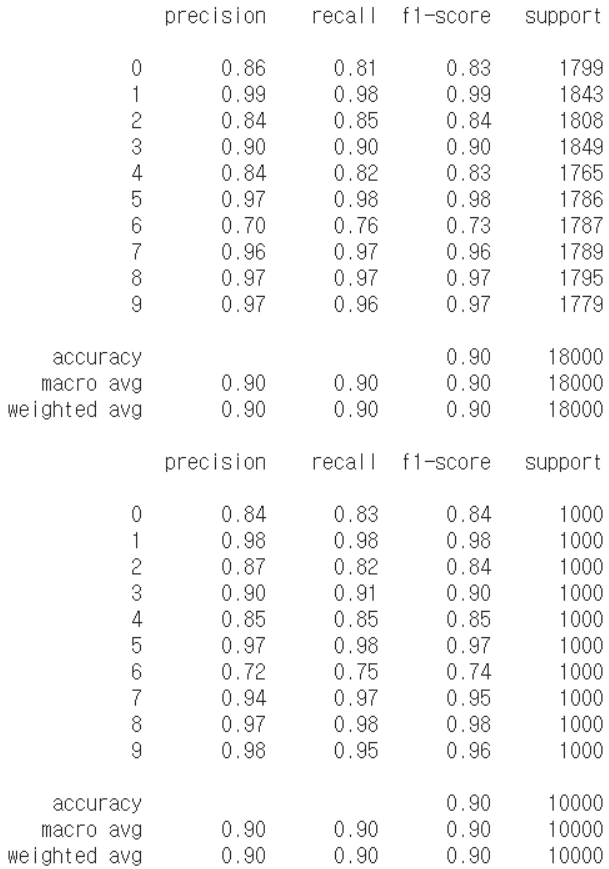 precision recall f1-score support
0 0.86 0.81 0.83 1799
1 0.99 0.98 0.99 1843
2 0.84 0.85 0.84 1808
3 0.90 0.90 0.90 1849
4 0.84 0.82 0.83 1765
5 0.97 0.98 0.98 1786
6 0.70 0.76 0.73 1787
7 0.96 0.97 0.96 1789
8 0.97 0.97 0.97 1795
9 0.97 0.96 0.97 1779
accuracy 0.90 18000
macro avg 0.90 0.90 0.90 18000
weighted avg 0.90 0.90 0.90 18000
precision recall f1-score support
0 0.84 0.83 0.84 1000
1 0.98 0.98 0.98 1000
2 0.87 0.82 0.84 1000
3 0.90 0.91 0.90 1000
4 0.85 0.85 0.85 1000
5 0.97 0.98 0.97 1000
6 0.72 0.75 0.74 1000
7 0.94 0.97 0.95 1000
8 0.97 0.98 0.98 1000
9 0.98 0.95 0.96 1000
accuracy 0.90 10000
macro avg 0.90 0.90 0.90 10000
weighted avg 0.90 0.90 0.90 10000